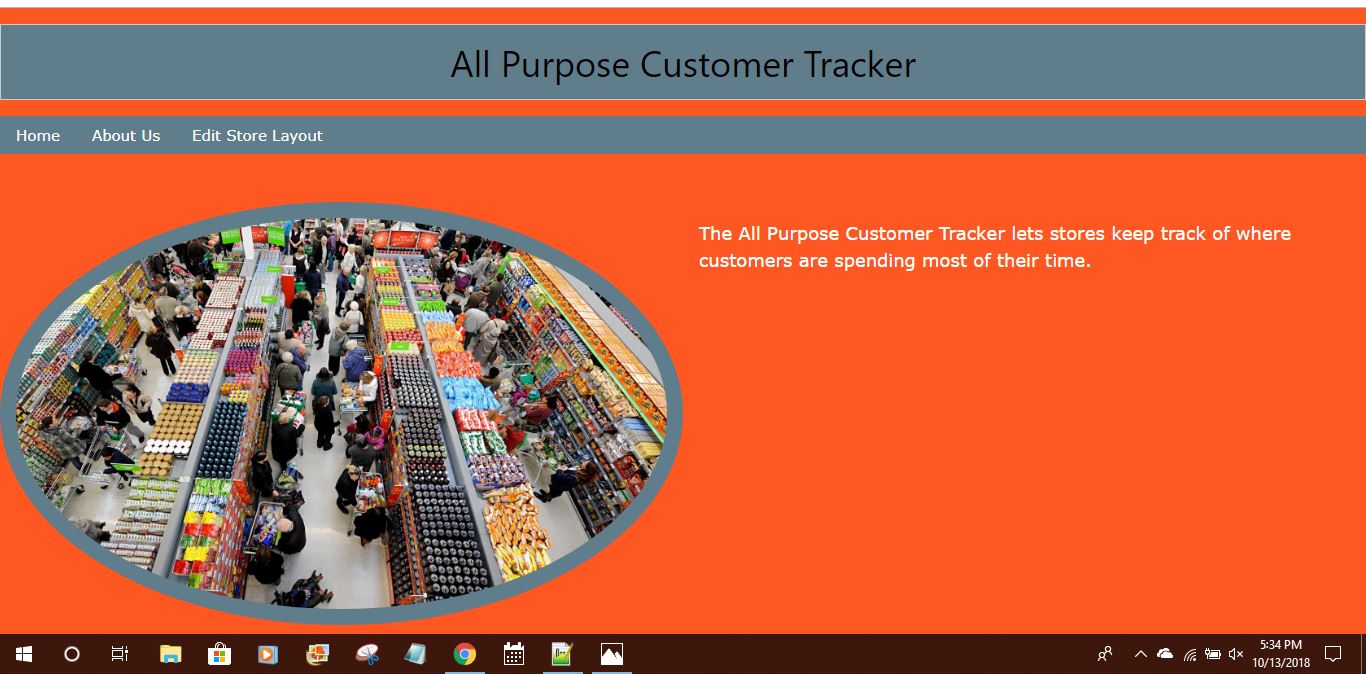 All Purpose Customer Tracker
Home About Us Edit Store Layout
The All Purpose Customer Tracker lets stores keep track of where
customers are spending most of their time.
5:34 PM
10/13/2018